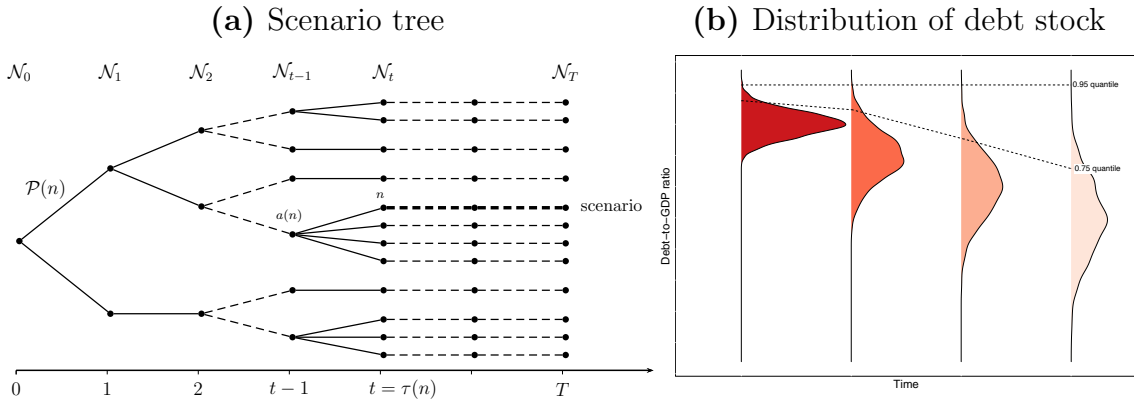 (a) Scenario tree
𝒩₀ 𝒩₁ 𝒩₂ 𝒩ₜ₋₁ 𝒩ₜ 𝒩_T
𝒫(n)
a(n)
n
scenario
0 1 2 t − 1 t = τ(n) T
(b) Distribution of debt stock
0.95 quantile
0.75 quantile
Debt−to−GDP ratio
Time